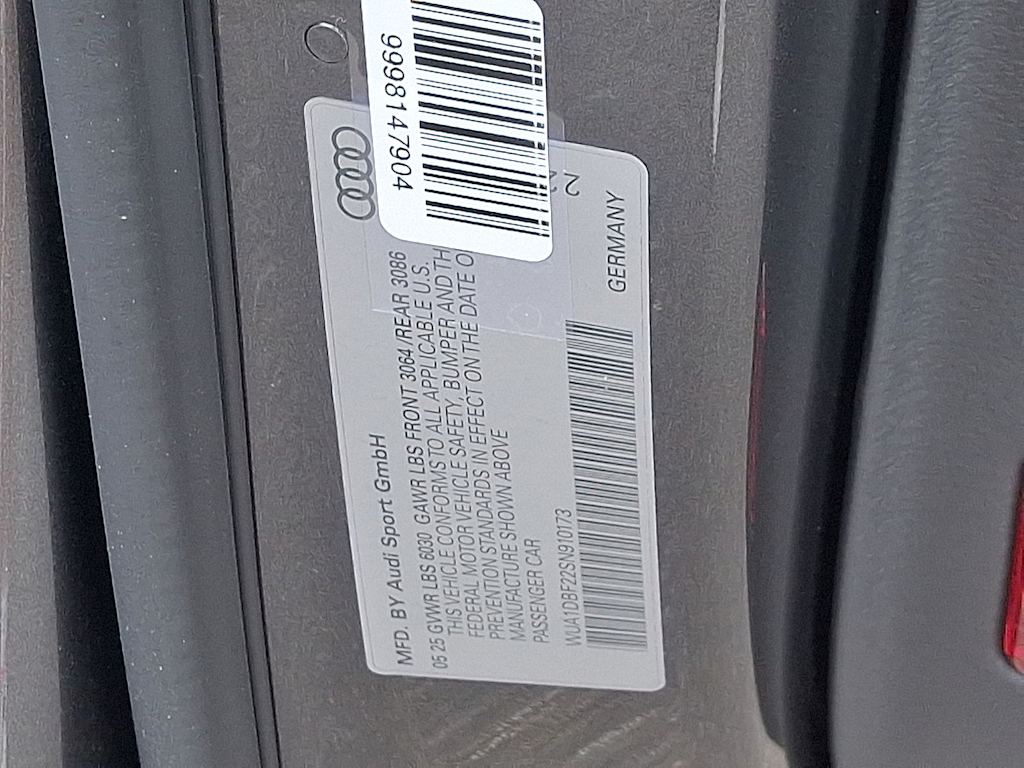 MFD. BY Audi Sport GmbH
05 25 GVWR LBS 6030 GAWR LBS FRONT 3064 /REAR 3086
THIS VEHICLE CONFORMS TO ALL APPLICABLE U.S.
FEDERAL MOTOR VEHICLE SAFETY, BUMPER AND TH
PREVENTION STANDARDS IN EFFECT ON THE DATE O
MANUFACTURE SHOWN ABOVE
PASSENGER CAR
WUA1DBF22SN910173
GERMANY
2
9998147904